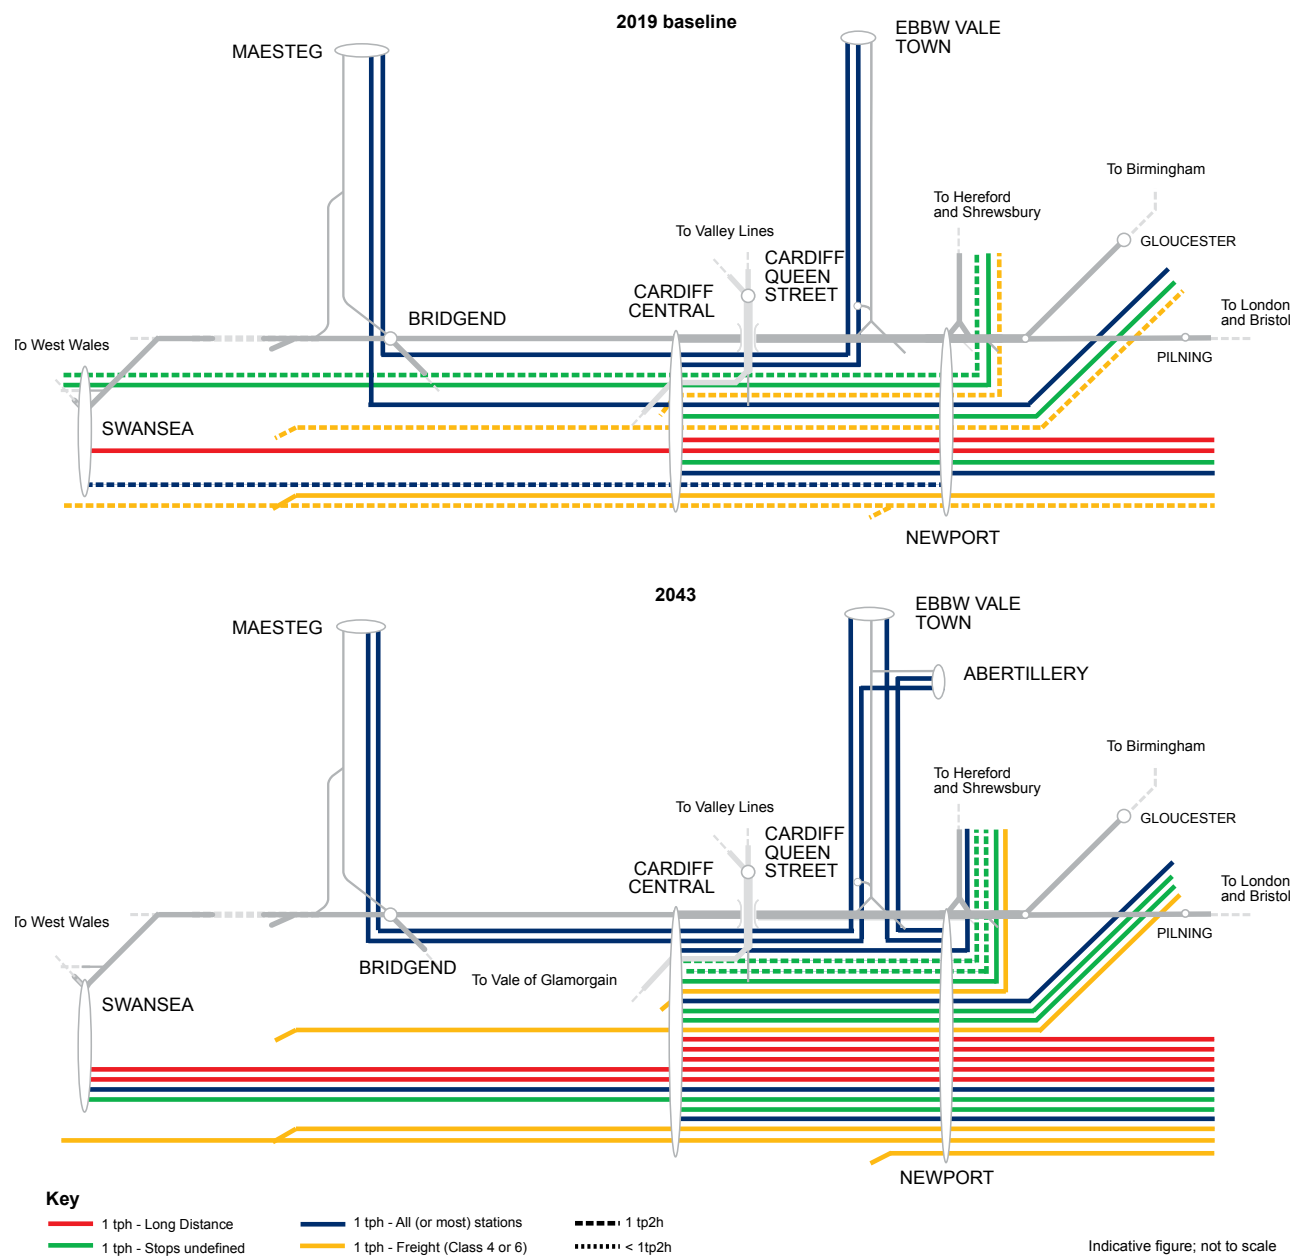 2019 baseline
MAESTEG
EBBW VALE
TOWN
To Birmingham
To Hereford
and Shrewsbury
To Valley Lines
GLOUCESTER
CARDIFF
QUEEN
STREET
CARDIFF
CENTRAL
To London
and Bristol
BRIDGEND
To West Wales
PILNING
SWANSEA
NEWPORT
2043
MAESTEG
EBBW VALE
TOWN
ABERTILLERY
To Birmingham
To Hereford
and Shrewsbury
To Valley Lines
GLOUCESTER
CARDIFF
QUEEN
STREET
CARDIFF
CENTRAL
To London
and Bristol
To West Wales
PILNING
BRIDGEND
To Vale of Glamorgain
SWANSEA
NEWPORT
Key
1 tph - Long Distance
1 tph - All (or most) stations
1 tp2h
1 tph - Stops undefined
1 tph - Freight (Class 4 or 6)
< 1tp2h
Indicative figure; not to scale